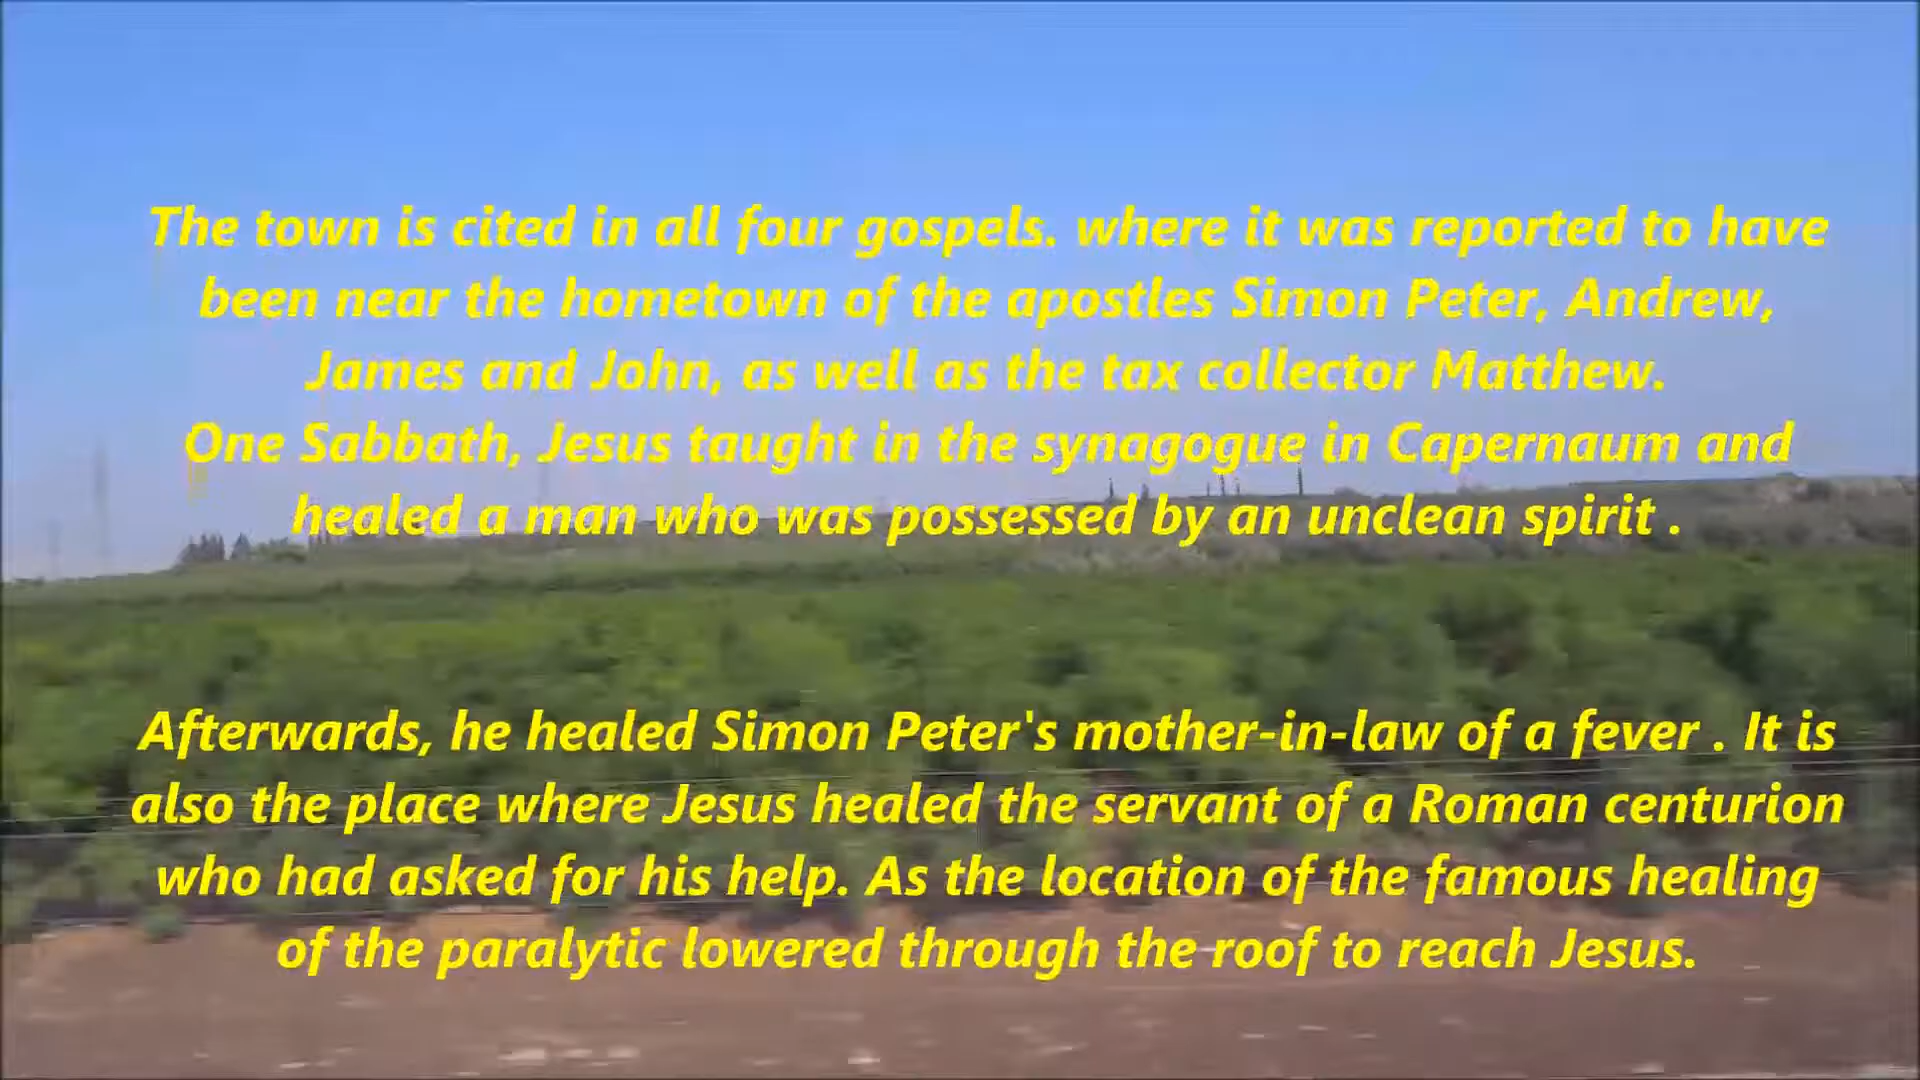 The town is cited in all four gospels. where it was reported to have
been near the hometown of the apostles Simon Peter, Andrew,
James and John, as well as the tax collector Matthew.
One Sabbath, Jesus taught in the synagogue in Capernaum and
healed a man who was possessed by an unclean spirit .
Afterwards, he healed Simon Peter's mother-in-law of a fever . It is
also the place where Jesus healed the servant of a Roman centurion
who had asked for his help. As the location of the famous healing
of the paralytic lowered through the roof to reach Jesus.